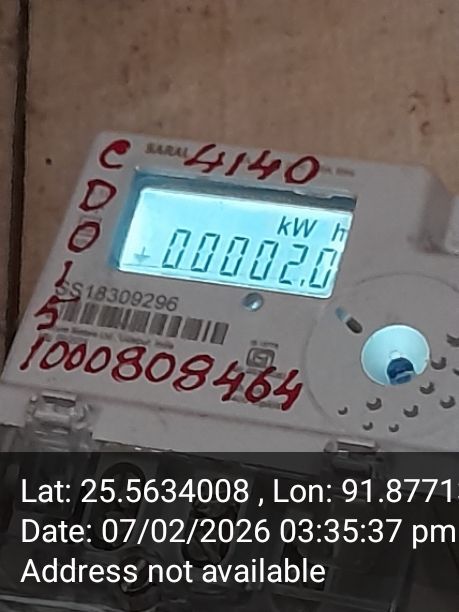 SARAL
4140
C
D
0
1
5
kW h
000002.0
SS18309296
1000808464
Lat: 25.5634008 , Lon: 91.8771
Date: 07/02/2026 03:35:37 pm
Address not available